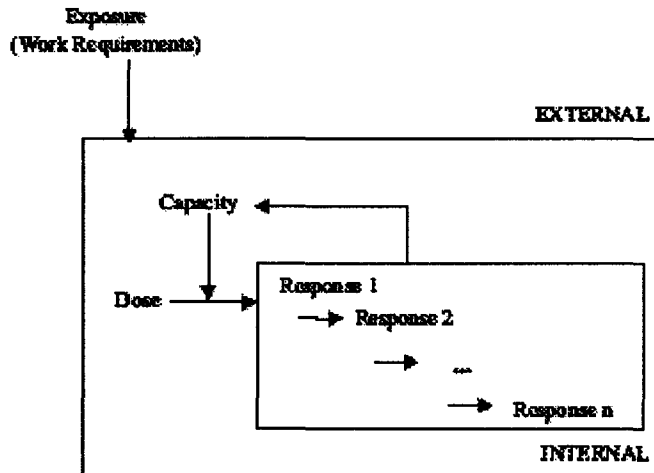 Exposure
(Work Requirements)
EXTERNAL
Capacity
Dose
Response 1
Response 2
...
Response n
INTERNAL